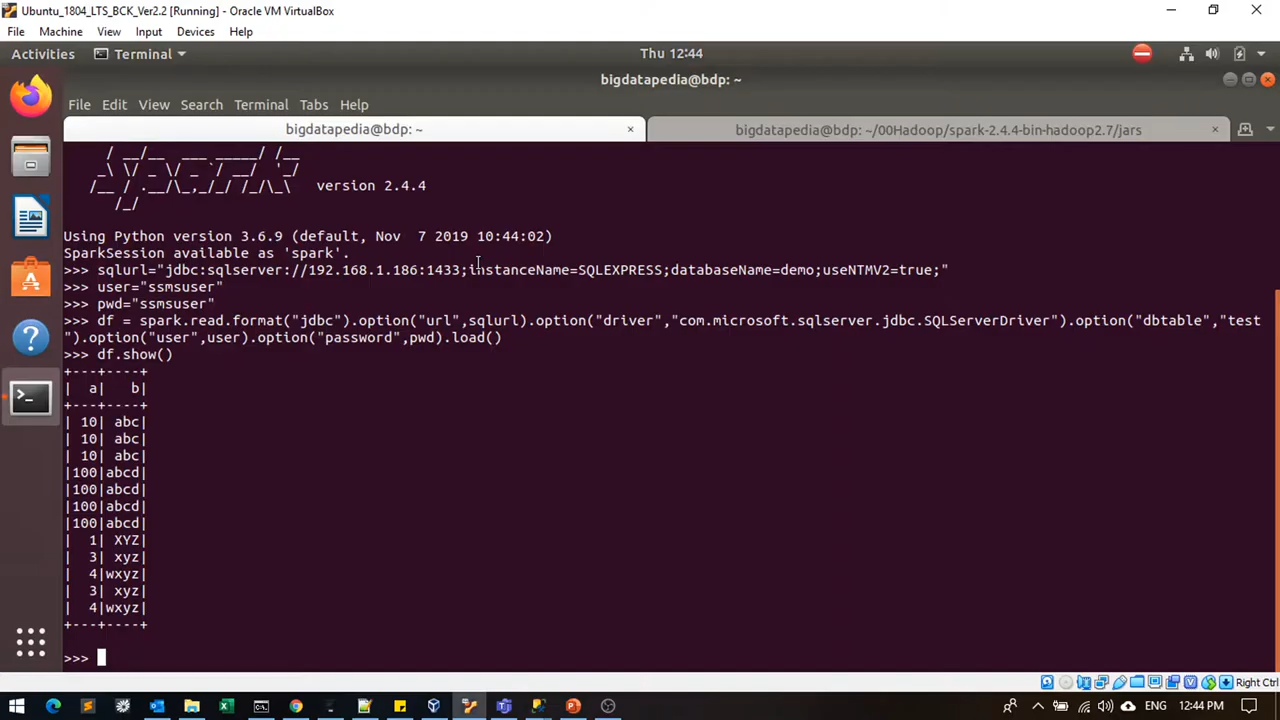 Ubuntu_1804_LTS_BCK_Ver2.2 [Running] - Oracle VM VirtualBox
File Machine View Input Devices Help
Activities Terminal Thu 12:44
bigdatapedia@bdp: ~
File Edit View Search Terminal Tabs Help
bigdatapedia@bdp: ~ × bigdatapedia@bdp: ~/00Hadoop/spark-2.4.4-bin-hadoop2.7/jars ×
version 2.4.4
Using Python version 3.6.9 (default, Nov  7 2019 10:44:02)
SparkSession available as 'spark'.
>>> sqlurl="jdbc:sqlserver://192.168.1.186:1433;instanceName=SQLEXPRESS;databaseName=demo;useNTMV2=true;"
>>> user="ssmsuser"
>>> pwd="ssmsuser"
>>> df = spark.read.format("jdbc").option("url",sqlurl).option("driver","com.microsoft.sqlserver.jdbc.SQLServerDriver").option("dbtable","test
").option("user",user).option("password",pwd).load()
>>> df.show()
+---+----+
|  a|   b|
+---+----+
| 10| abc|
| 10| abc|
| 10| abc|
|100|abcd|
|100|abcd|
|100|abcd|
|100|abcd|
|  1| XYZ|
|  3| xyz|
|  4|wxyz|
|  3| xyz|
|  4|wxyz|
+---+----+
>>>
Right Ctrl
ENG 12:44 PM